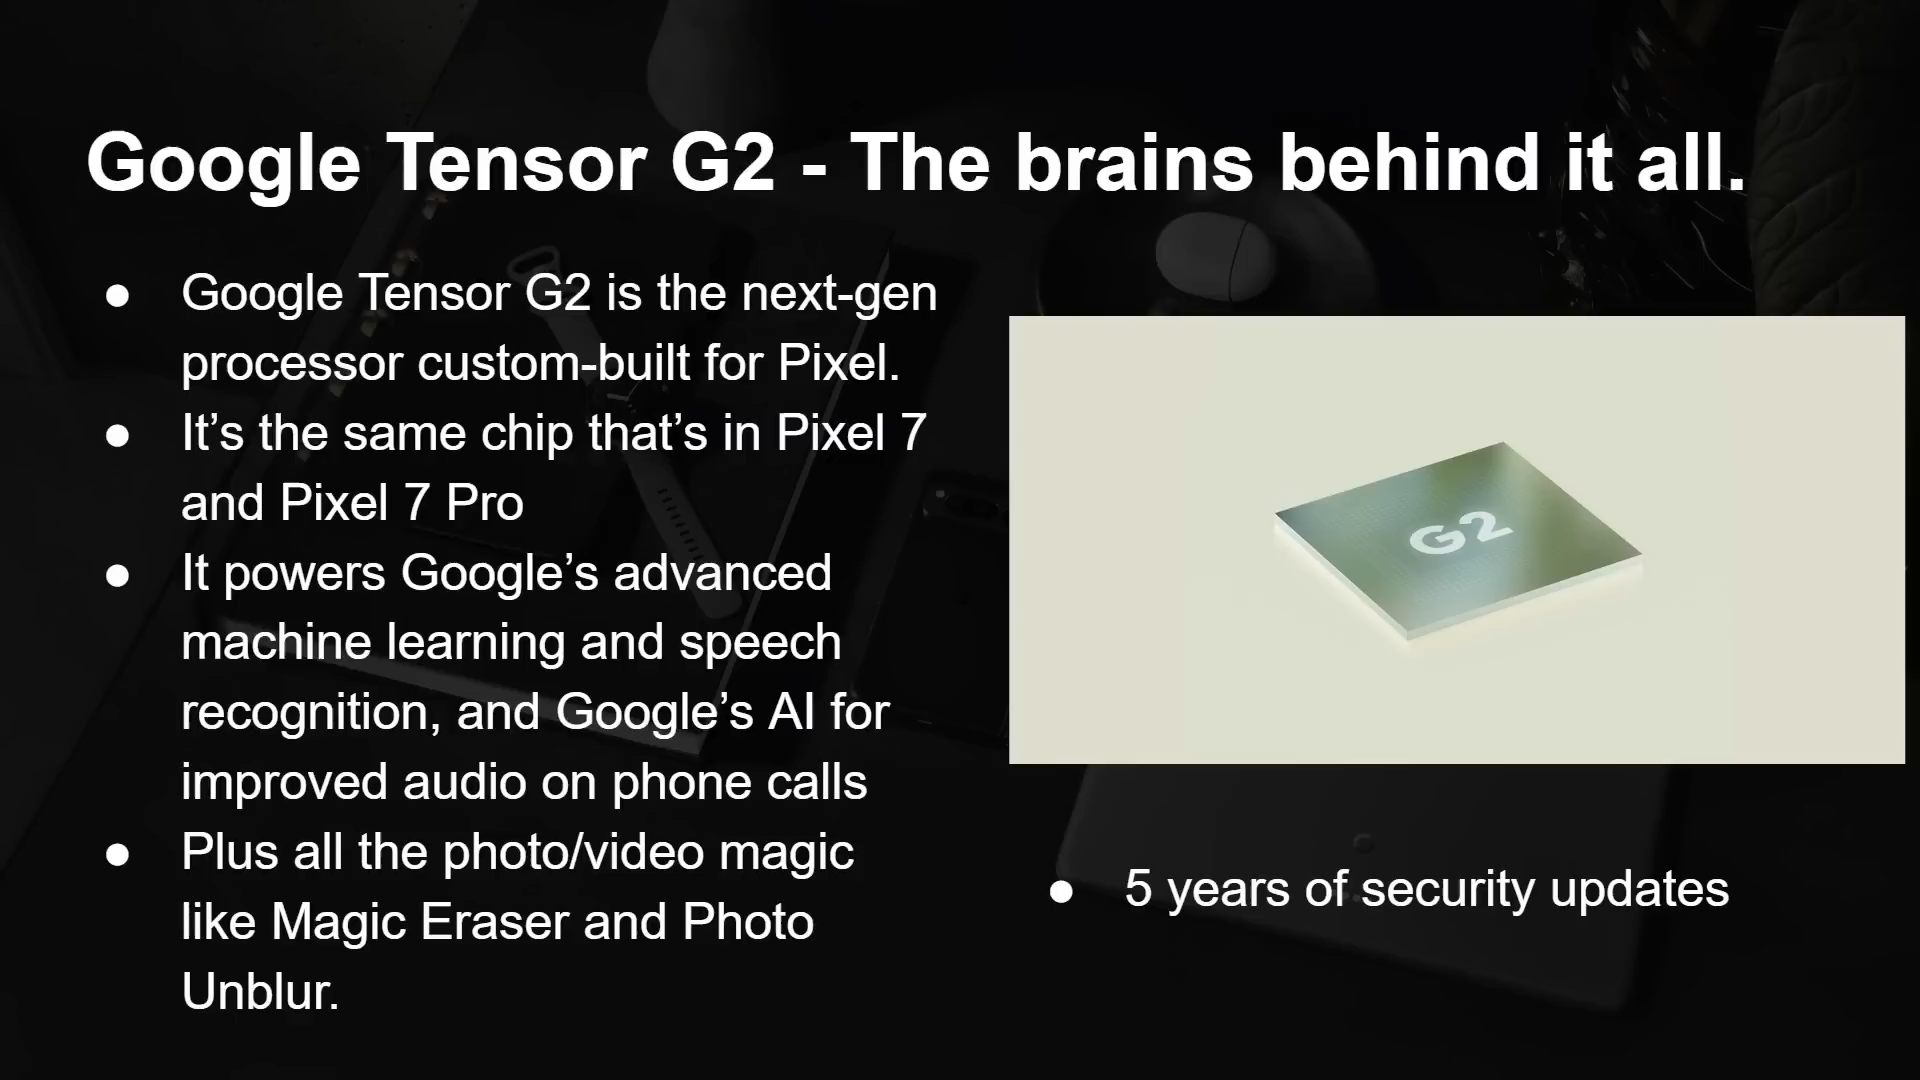 Google Tensor G2 - The brains behind it all.
● Google Tensor G2 is the next-gen
processor custom-built for Pixel.
● It’s the same chip that’s in Pixel 7
and Pixel 7 Pro
● It powers Google’s advanced
machine learning and speech
recognition, and Google’s AI for
improved audio on phone calls
● Plus all the photo/video magic
like Magic Eraser and Photo
Unblur.
G2
● 5 years of security updates